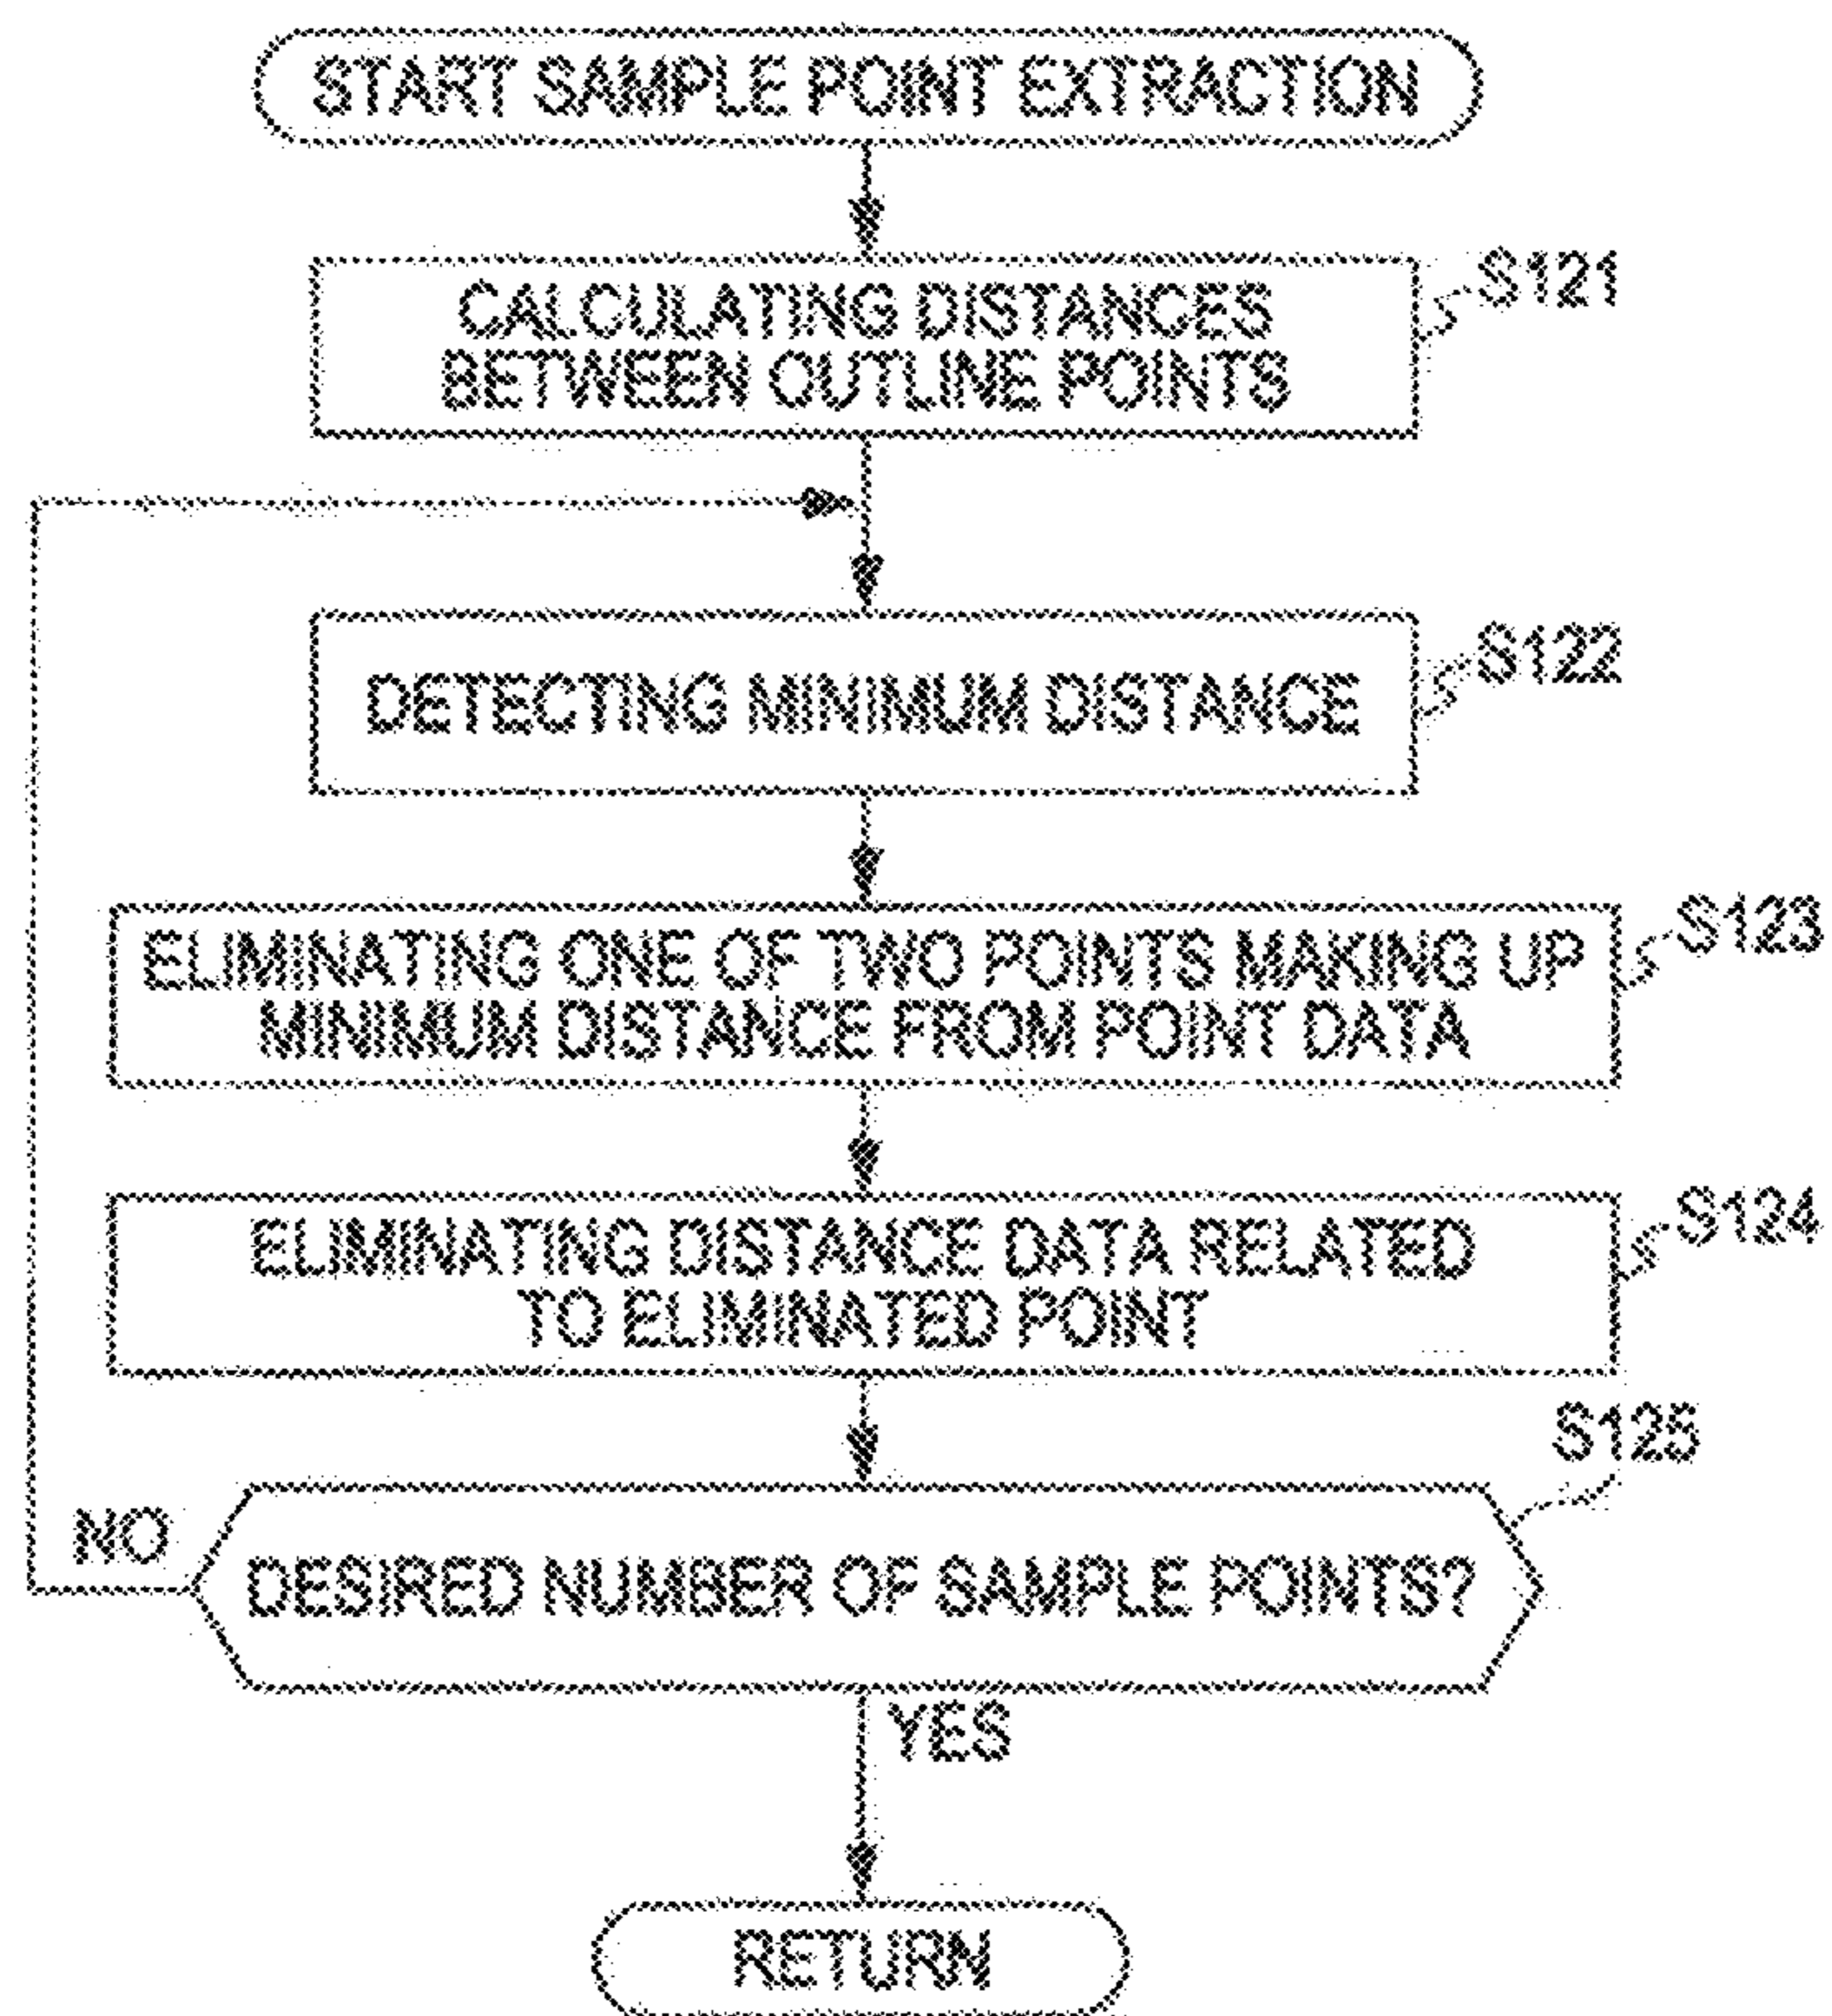 START SAMPLE POINT EXTRACTION
CALCULATING DISTANCES
BETWEEN OUTLINE POINTS
S121
DETECTING MINIMUM DISTANCE
S122
ELIMINATING ONE OF TWO POINTS MAKING UP
MINIMUM DISTANCE FROM POINT DATA
S123
ELIMINATING DISTANCE DATA RELATED
TO ELIMINATED POINT
S124
S125
NO
DESIRED NUMBER OF SAMPLE POINTS?
YES
RETURN